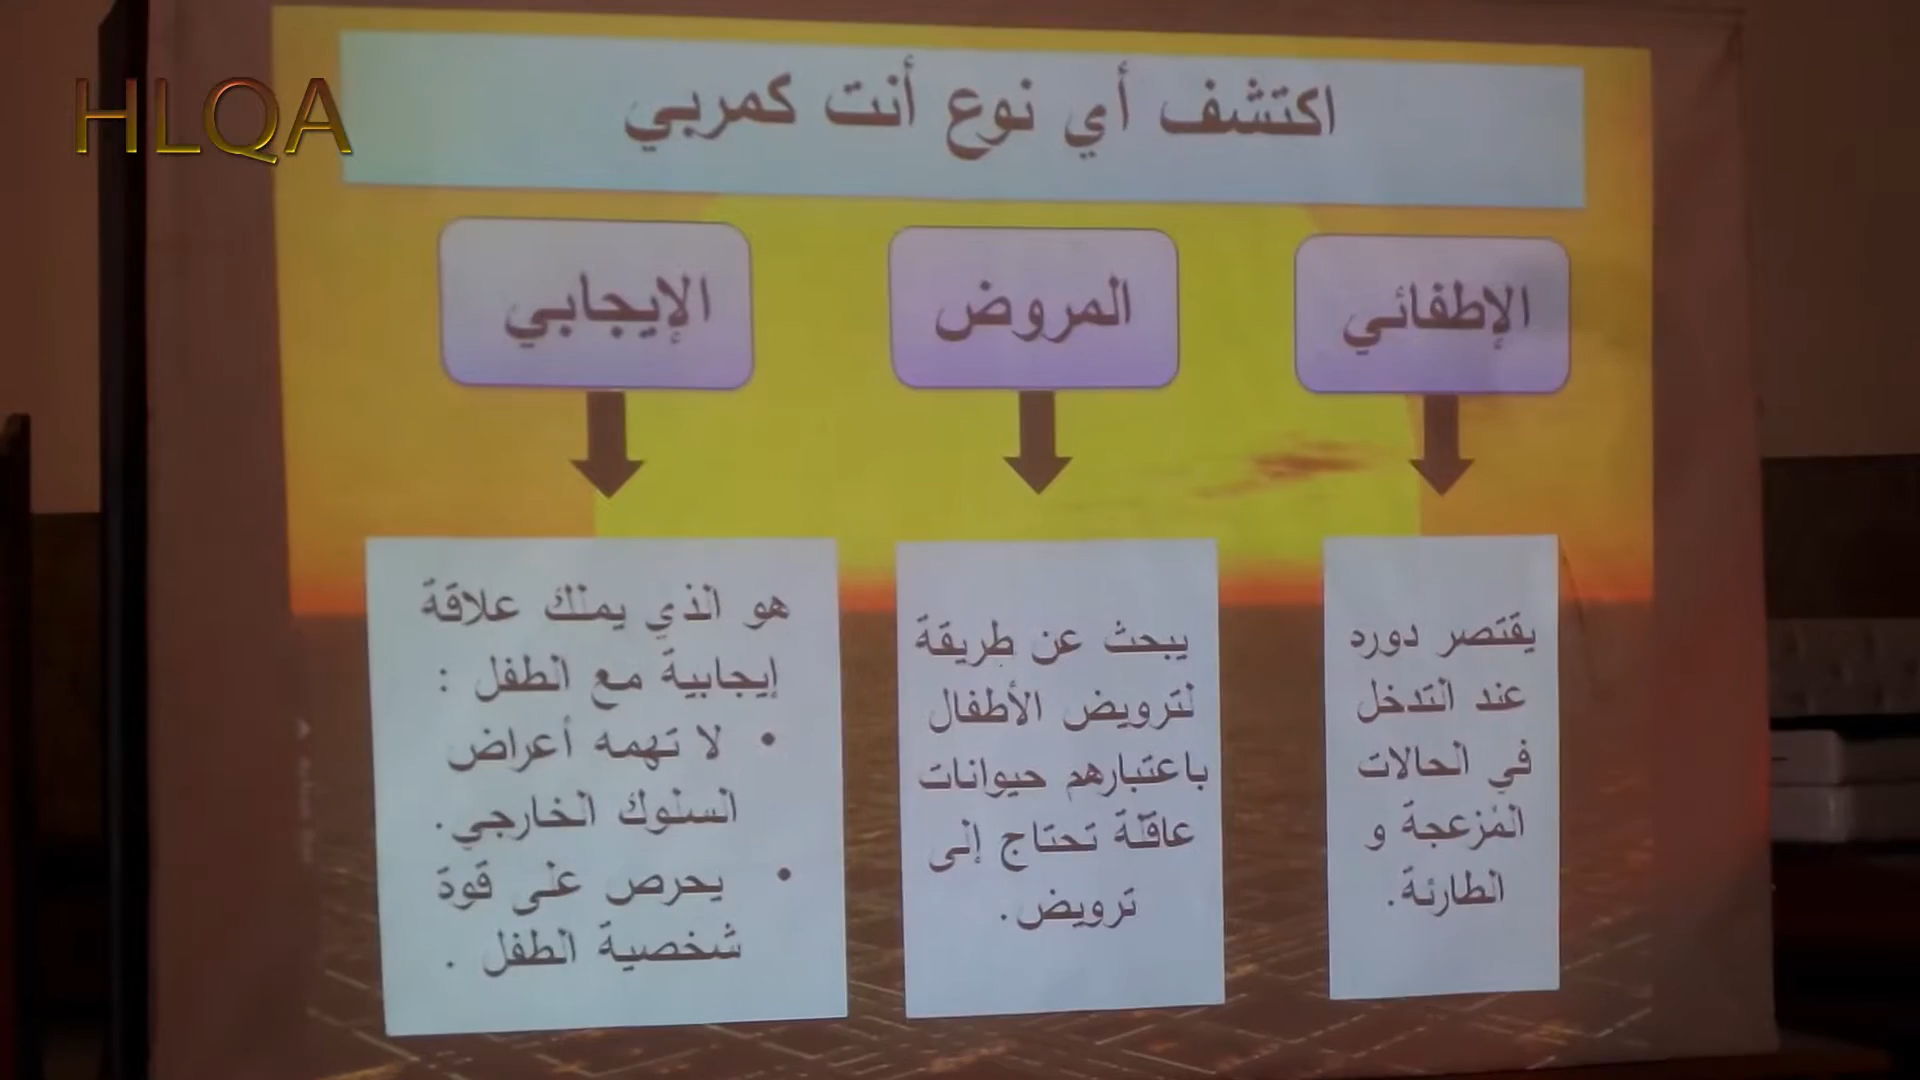 HLQA
اكتشف أي نوع أنت كمربي
الإطفائي
المروض
الإيجابي
يقتصر دوره
عند التدخل
في الحالات
المزعجة و
الطارئة.
يبحث عن طريقة
لترويض الأطفال
باعتبارهم حيوانات
عاقلة تحتاج إلى
ترويض.
هو الذي يملك علاقة
إيجابية مع الطفل :
• لا تهمه أعراض
السلوك الخارجي.
• يحرص على قوة
شخصية الطفل .